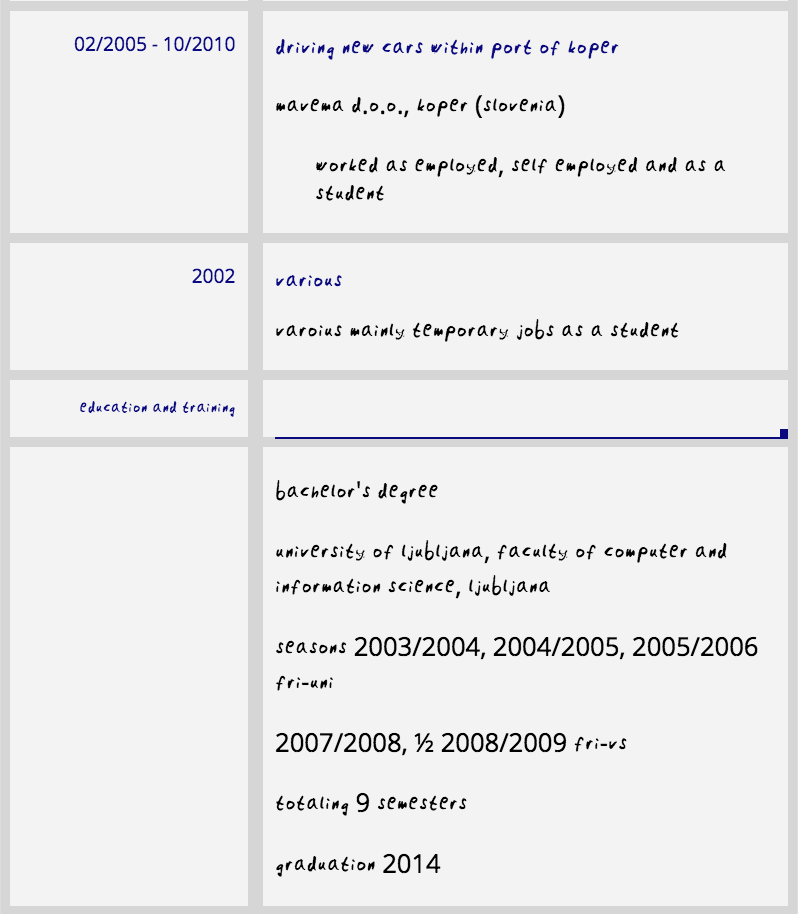 02/2005 - 10/2010
driving new cars within port of koper
mavema d.o.o., koper (slovenia)
worked as employed, self employed and as a
student
2002
various
varoius mainly temporary jobs as a student
education and training
bachelor's degree
university of ljubljana, faculty of computer and
information science, ljubljana
seasons 2003/2004, 2004/2005, 2005/2006
fri-uni
2007/2008, ½ 2008/2009 fri-vs
totaling 9 semesters
graduation 2014